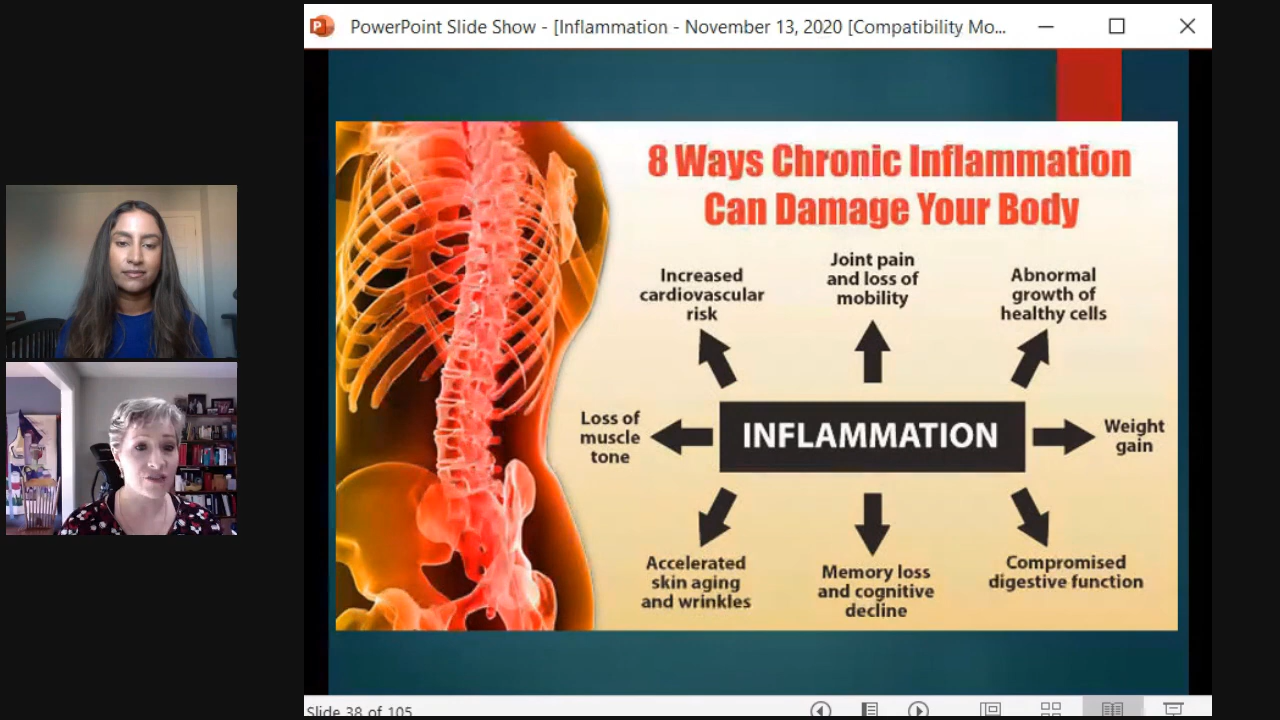 PowerPoint Slide Show - [Inflammation - November 13, 2020 [Compatibility Mo...
8 Ways Chronic Inflammation
Can Damage Your Body
Increased
cardiovascular
risk
Joint pain
and loss of
mobility
Abnormal
growth of
healthy cells
Loss of
muscle
tone
INFLAMMATION
Weight
gain
Accelerated
skin aging
and wrinkles
Memory loss
and cognitive
decline
Compromised
digestive function
Slide 38 of 105